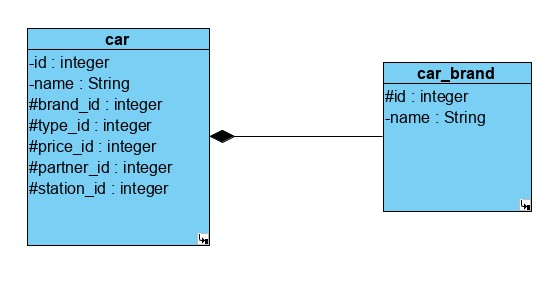 car
-id : integer
-name : String
#brand_id : integer
#type_id : integer
#price_id : integer
#partner_id : integer
#station_id : integer
car_brand
#id : integer
-name : String